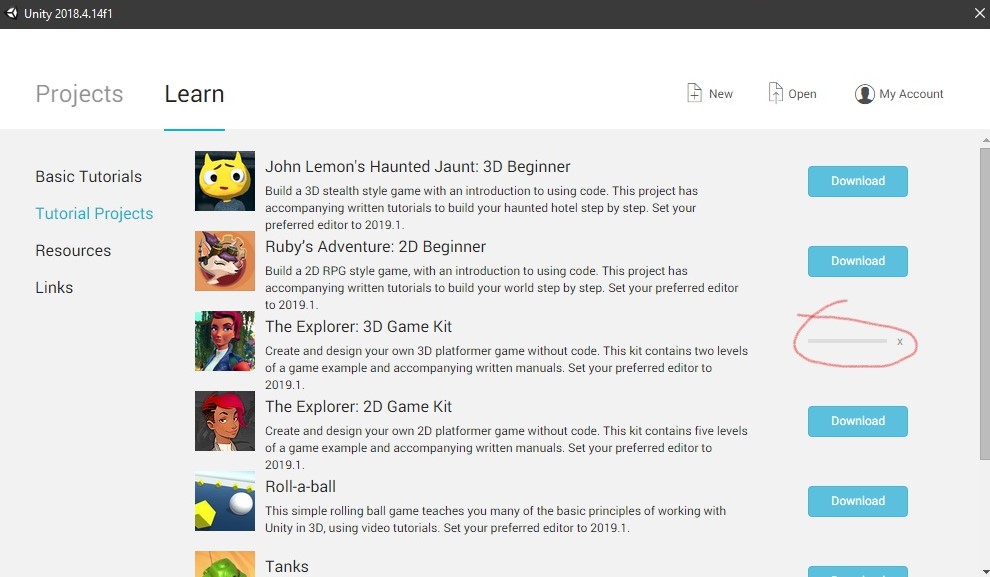 Unity 2018.4.14f1
Projects
Learn
New
Open
My Account
Basic Tutorials
Tutorial Projects
Resources
Links
John Lemon's Haunted Jaunt: 3D Beginner
Build a 3D stealth style game with an introduction to using code. This project has
accompanying written tutorials to build your haunted hotel step by step. Set your
preferred editor to 2019.1.
Download
Ruby's Adventure: 2D Beginner
Build a 2D RPG style game, with an introduction to using code. This project has
accompanying written tutorials to build your world step by step. Set your preferred editor
to 2019.1.
Download
The Explorer: 3D Game Kit
Create and design your own 3D platformer game without code. This kit contains two levels
of a game example and accompanying written manuals. Set your preferred editor to
2019.1.
x
The Explorer: 2D Game Kit
Create and design your own 2D platformer game without code. This kit contains five levels
of a game example and accompanying written manuals. Set your preferred editor to
2019.1.
Download
Roll-a-ball
This simple rolling ball game teaches you many of the basic principles of working with
Unity in 3D, using video tutorials. Set your preferred editor to 2019.1.
Download
Tanks